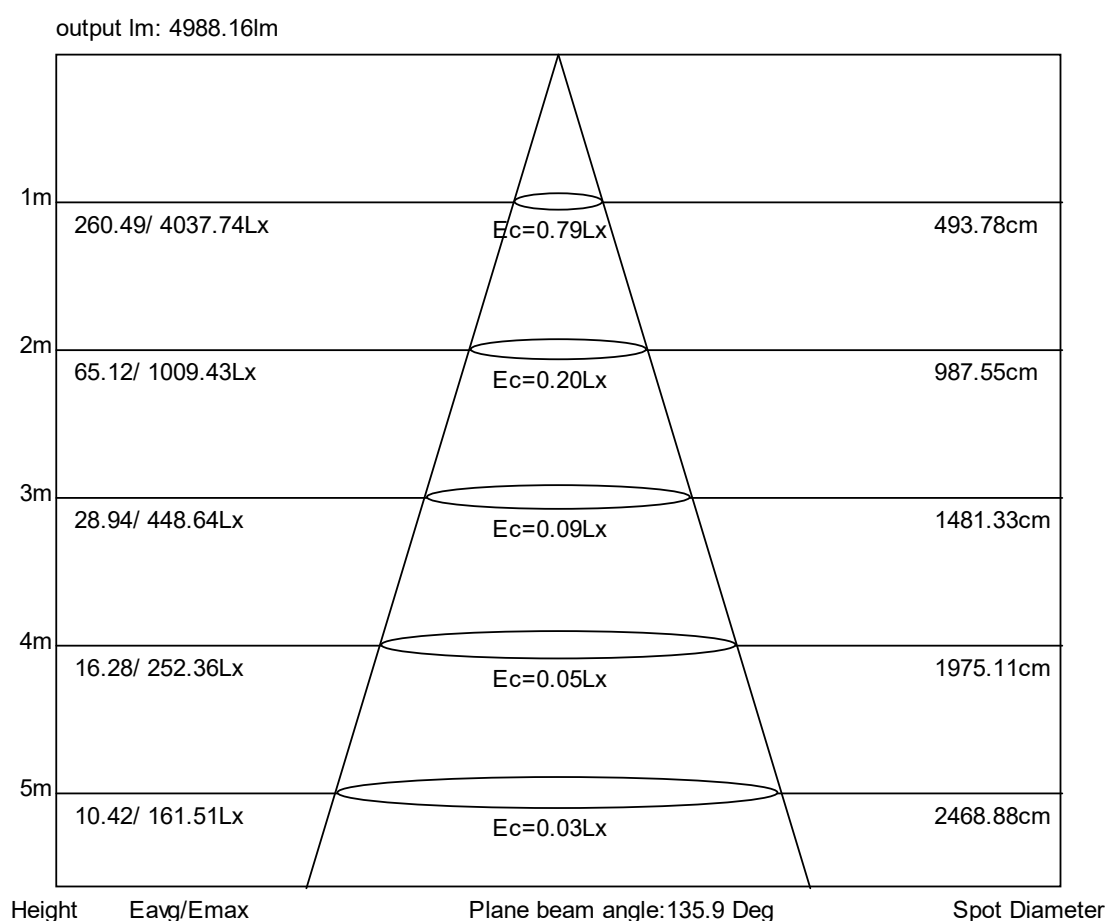 output lm: 4988.16lm
1m
260.49/ 4037.74Lx
Ec=0.79Lx
493.78cm
2m
65.12/ 1009.43Lx
Ec=0.20Lx
987.55cm
3m
28.94/ 448.64Lx
Ec=0.09Lx
1481.33cm
4m
16.28/ 252.36Lx
Ec=0.05Lx
1975.11cm
5m
10.42/ 161.51Lx
Ec=0.03Lx
2468.88cm
Height Eavg/Emax Plane beam angle:135.9 Deg Spot Diameter